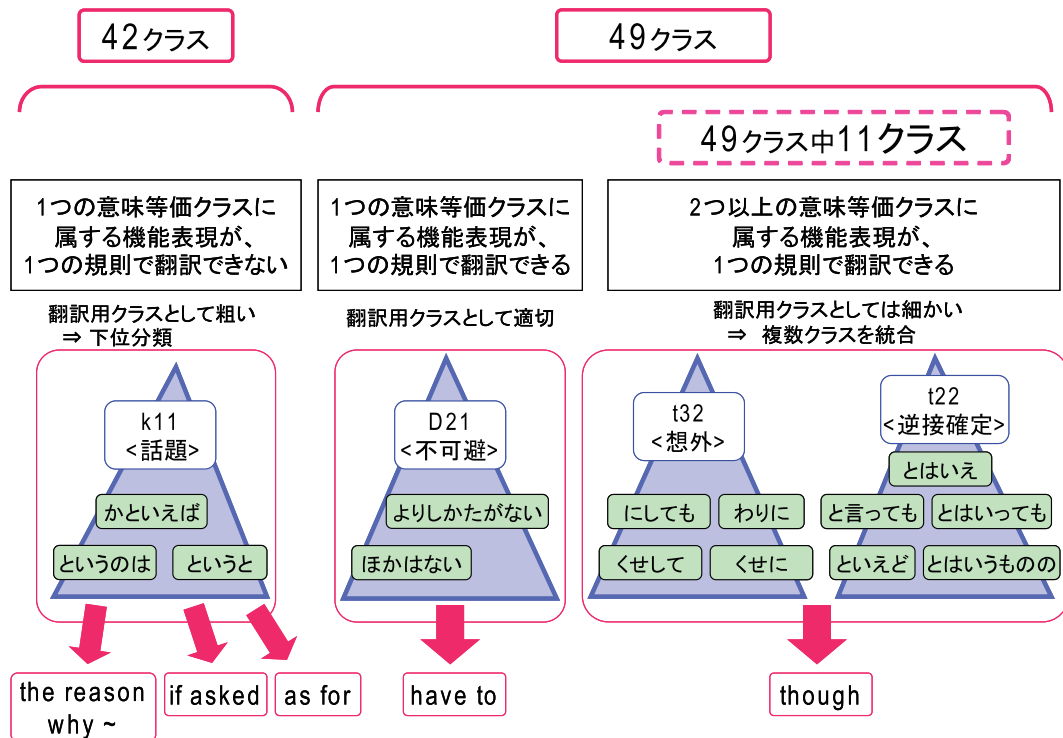 42クラス
49クラス
49クラス中11クラス
1つの意味等価クラスに
属する機能表現が、
1つの規則で翻訳できない
1つの意味等価クラスに
属する機能表現が、
1つの規則で翻訳できる
2つ以上の意味等価クラスに
属する機能表現が、
1つの規則で翻訳できる
翻訳用クラスとして粗い
⇒ 下位分類
翻訳用クラスとして適切
翻訳用クラスとしては細かい
⇒ 複数クラスを統合
k11
<話題>
かといえば
というのは
というと
D21
<不可避>
よりしかたがない
ほかはない
t32
<想外>
にしても
わりに
くせして
くせに
t22
<逆接確定>
とはいえ
と言っても
とはいっても
といえど
とはいうものの
the reason
why ~
if asked
as for
have to
though